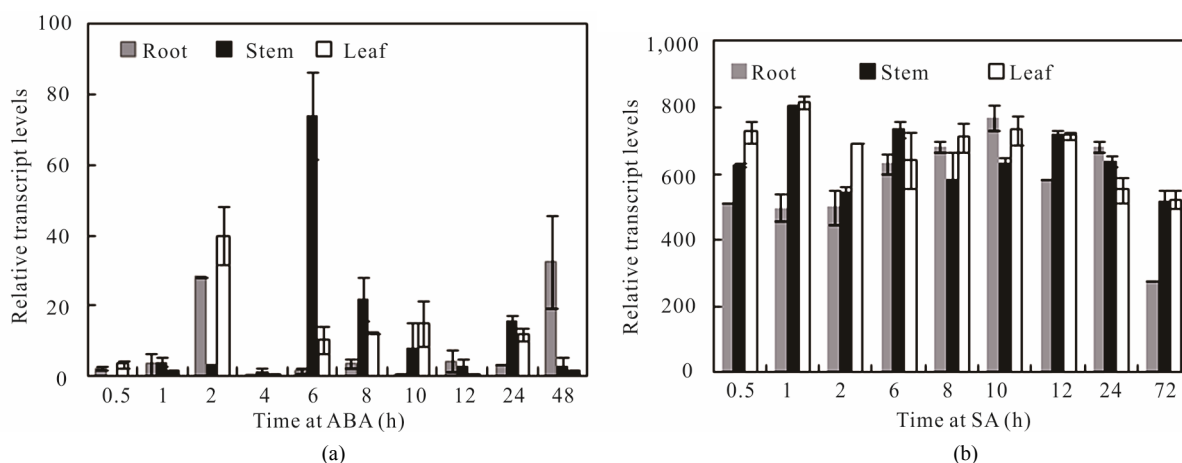 100
80
60
40
20
0
Relative transcript levels
Root Stem Leaf
0.5 1 2 4 6 8 10 12 24 48
Time at ABA (h)
(a)
1,000
800
600
400
200
0
Relative transcript levels
Root Stem Leaf
0.5 1 2 6 8 10 12 24 72
Time at SA (h)
(b)